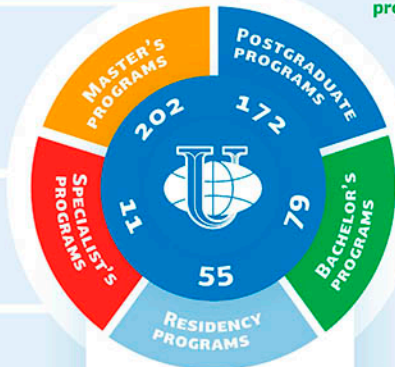 pro
MASTER'S
PROGRAMS
202
POSTGRADUATE
PROGRAMS
172
SPECIALIST'S
PROGRAMS
11
BACHELOR'S
PROGRAMS
79
55
RESIDENCY
PROGRAMS